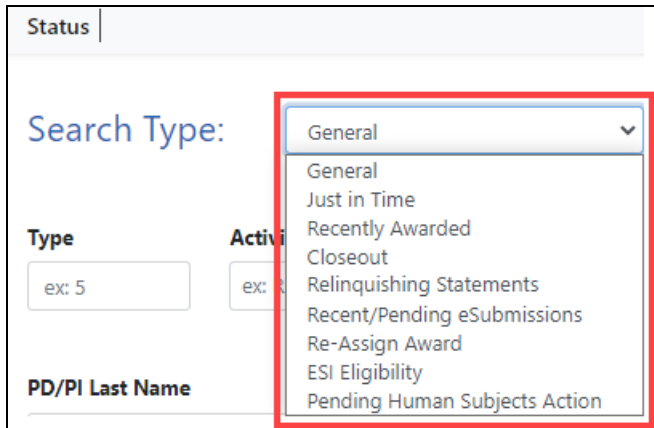 Status
Search Type:
General
General
Just in Time
Recently Awarded
Closeout
Relinquishing Statements
Recent/Pending eSubmissions
Re-Assign Award
ESI Eligibility
Pending Human Subjects Action
Type
Activi
ex: 5
ex:
PD/PI Last Name